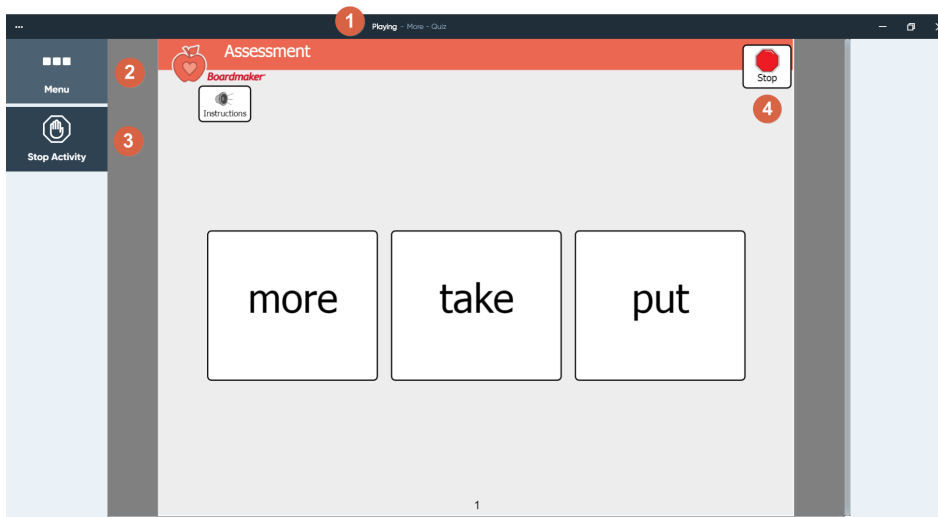 ...
1
Playing - More - Quiz
Menu
2
Stop Activity
3
Assessment
Boardmaker
Instructions
Stop
4
more
take
put
1